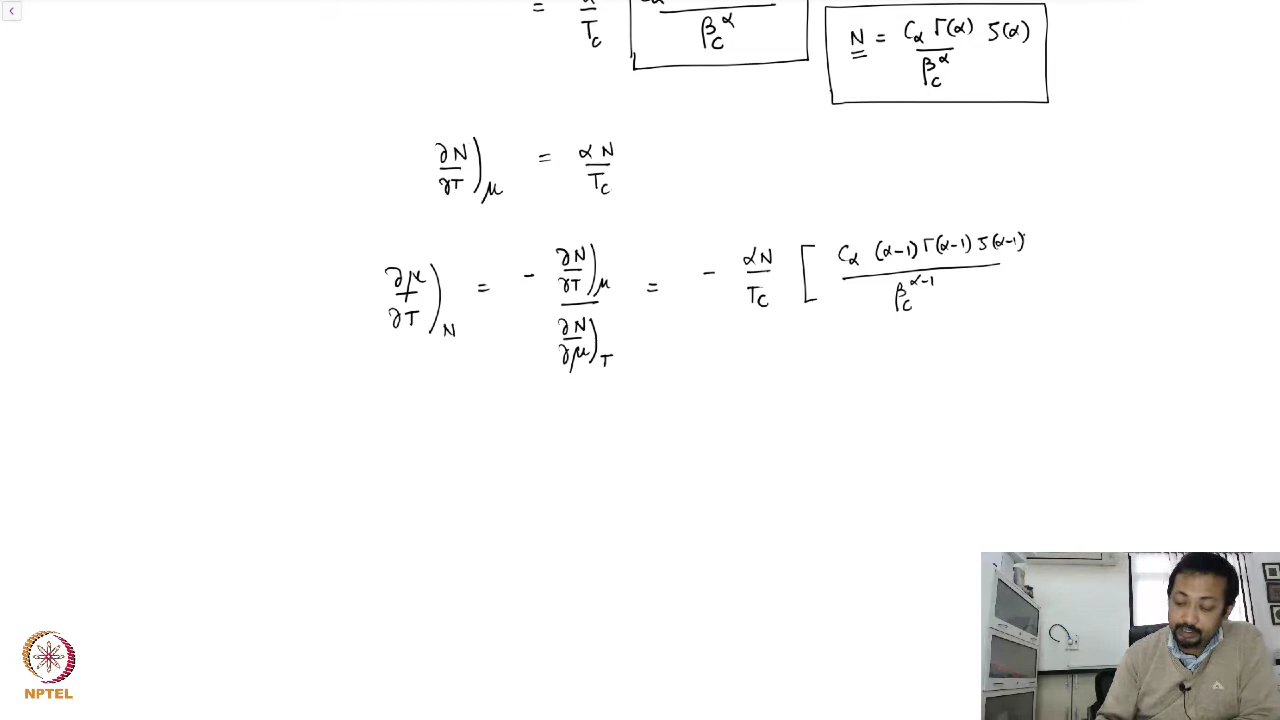 = α/T_c [ / β_c^α ]
N = C_α Γ(α) ζ(α) / β_c^α
∂N/∂T)_μ = αN/T_c
∂μ/∂T)_N = - ∂N/∂T)_μ / ∂N/∂μ)_T = - αN/T_c [ C_α (α-1) Γ(α-1) ζ(α-1) / β_c^{α-1}
NPTEL